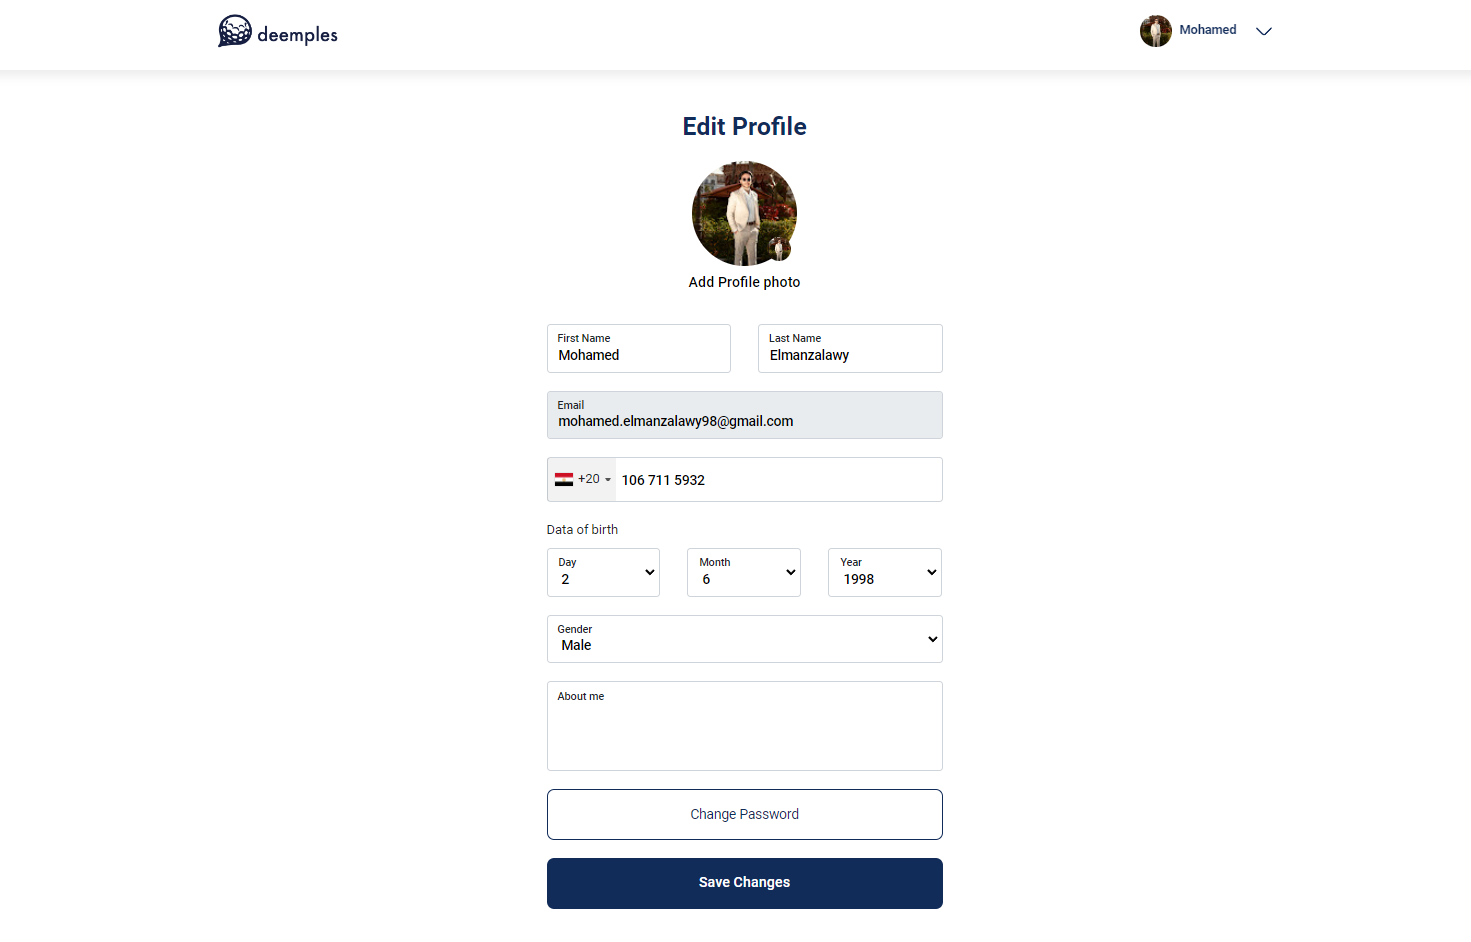 deemples
Mohamed
Edit Profile
Add Profile photo
First Name
Mohamed
Last Name
Elmanzalawy
Email
mohamed.elmanzalawy98@gmail.com
+20 106 711 5932
Data of birth
Day
2
Month
6
Year
1998
Gender
Male
About me
Change Password
Save Changes